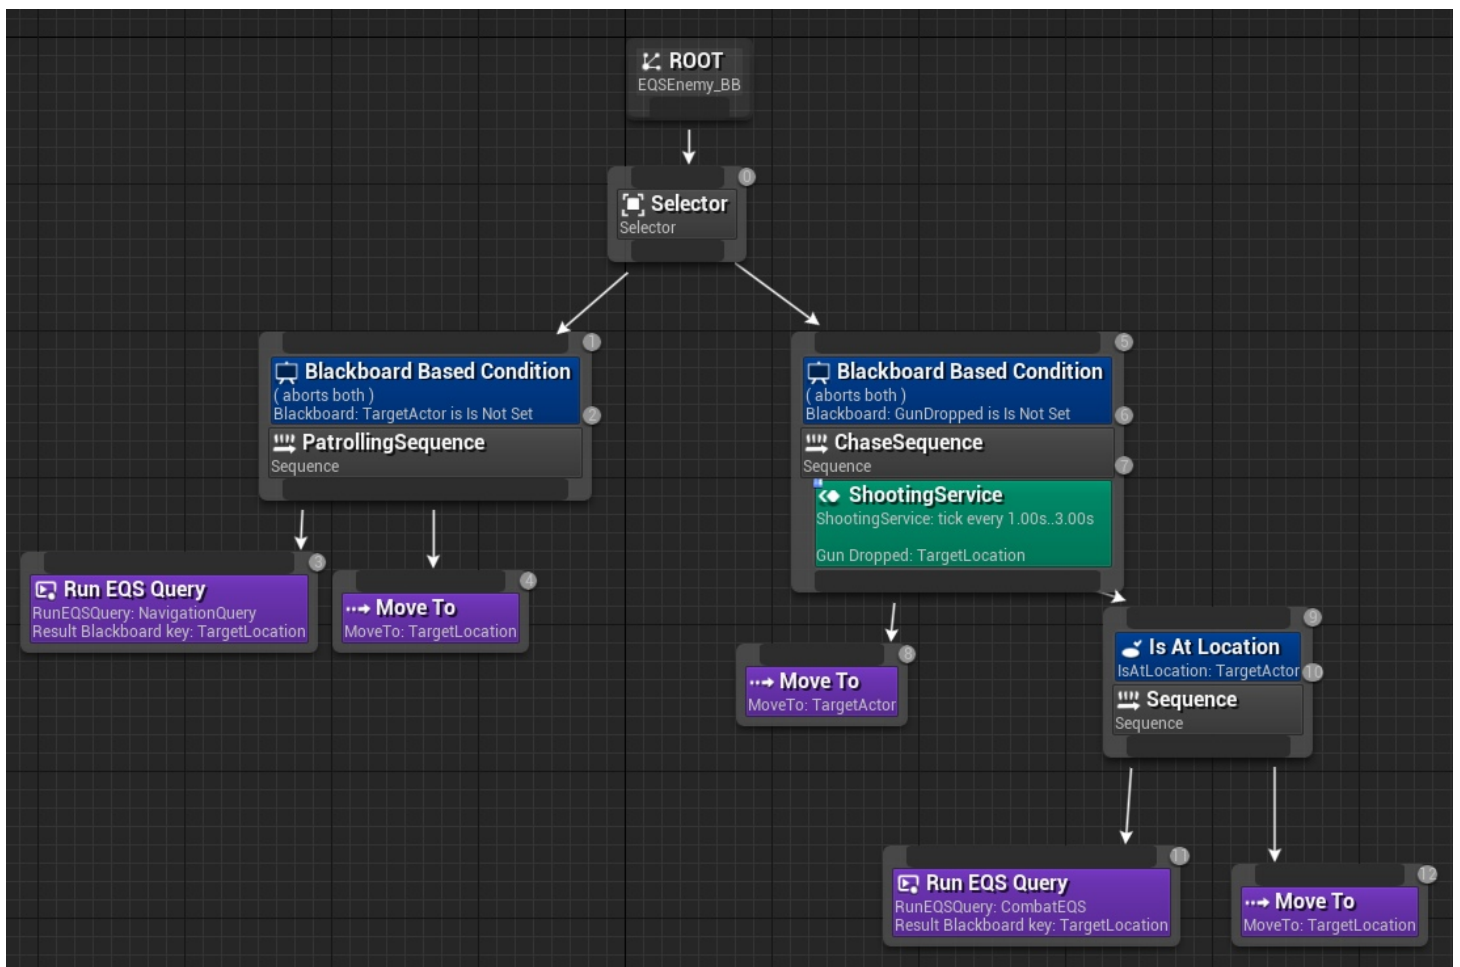 ROOT
EQSEnemy_BB
0
Selector
Selector
1
Blackboard Based Condition
( aborts both )
Blackboard: TargetActor is Is Not Set
2
PatrollingSequence
Sequence
3
Run EQS Query
RunEQSQuery: NavigationQuery
Result Blackboard key: TargetLocation
4
Move To
MoveTo: TargetLocation
5
Blackboard Based Condition
( aborts both )
Blackboard: GunDropped is Is Not Set
6
ChaseSequence
Sequence
7
ShootingService
ShootingService: tick every 1.00s..3.00s
Gun Dropped: TargetLocation
8
Move To
MoveTo: TargetActor
9
Is At Location
IsAtLocation: TargetActor
10
Sequence
Sequence
11
Run EQS Query
RunEQSQuery: CombatEQS
Result Blackboard key: TargetLocation
12
Move To
MoveTo: TargetLocation